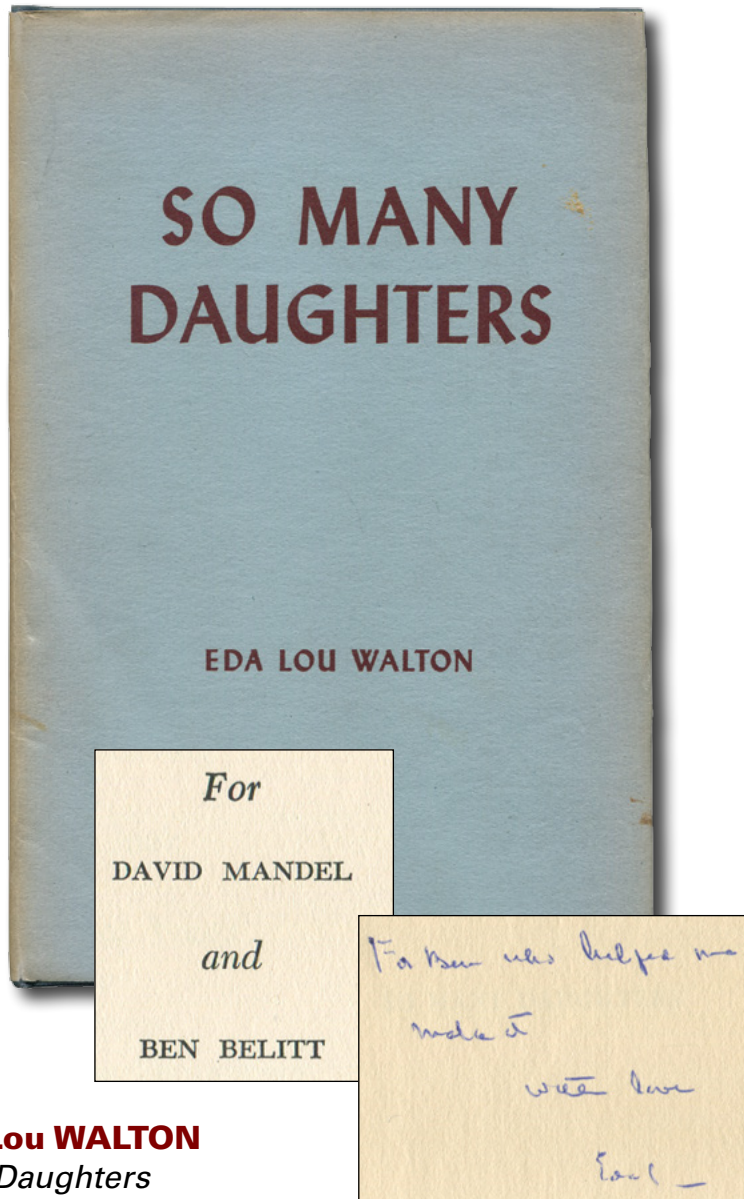 SO MANY
DAUGHTERS
EDA LOU WALTON
For
DAVID MANDEL
and
BEN BELITT
For Ben who helped me
make it
with love
Lou WALTON
Daughters